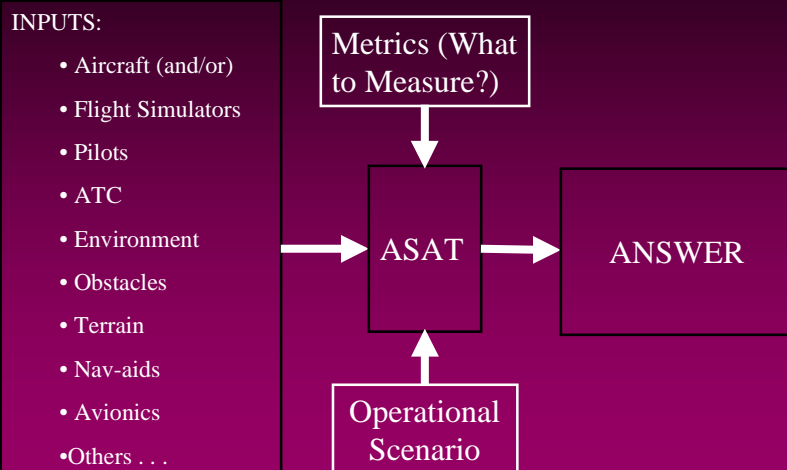 INPUTS:
• Aircraft (and/or)
• Flight Simulators
• Pilots
• ATC
• Environment
• Obstacles
• Terrain
• Nav-aids
• Avionics
•Others . . .
Metrics (What
to Measure?)
ASAT
ANSWER
Operational
Scenario